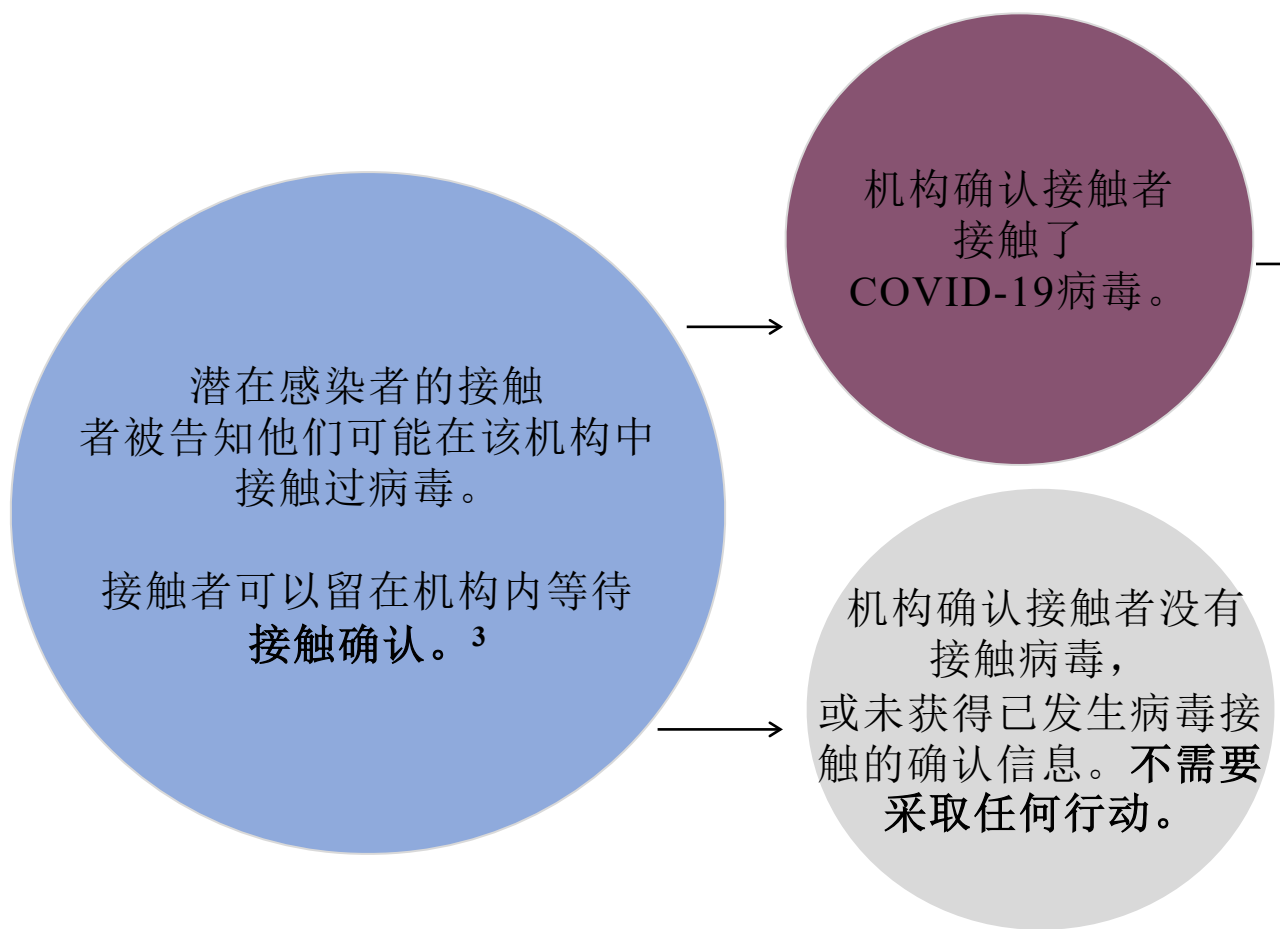 潜在感染者的接触
者被告知他们可能在该机构中
接触过病毒。
接触者可以留在机构内等待
接触确认。³
机构确认接触者
接触了
COVID-19病毒。
机构确认接触者没有
接触病毒，
或未获得已发生病毒接
触的确认信息。不需要
采取任何行动。